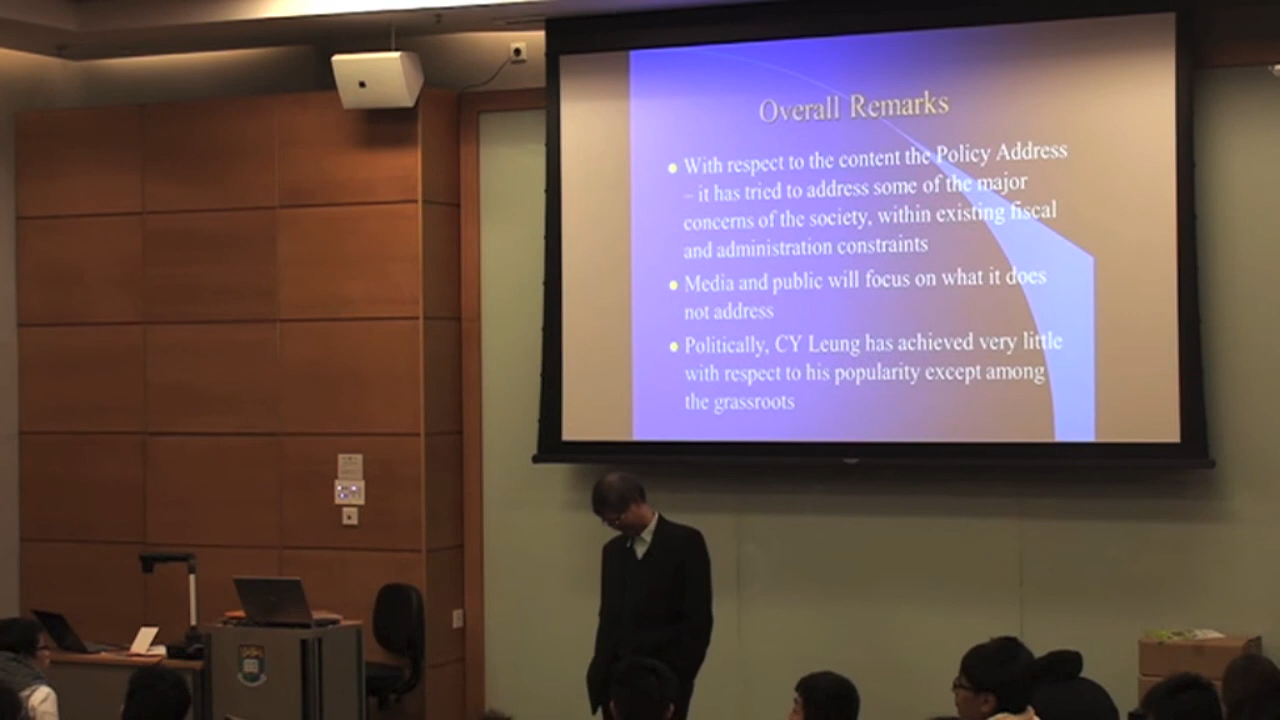 Overall Remarks
With respect to the content the Policy Address
– it has tried to address some of the major
concerns of the society, within existing fiscal
and administration constraints
Media and public will focus on what it does
not address
Politically, CY Leung has achieved very little
with respect to his popularity except among
the grassroots